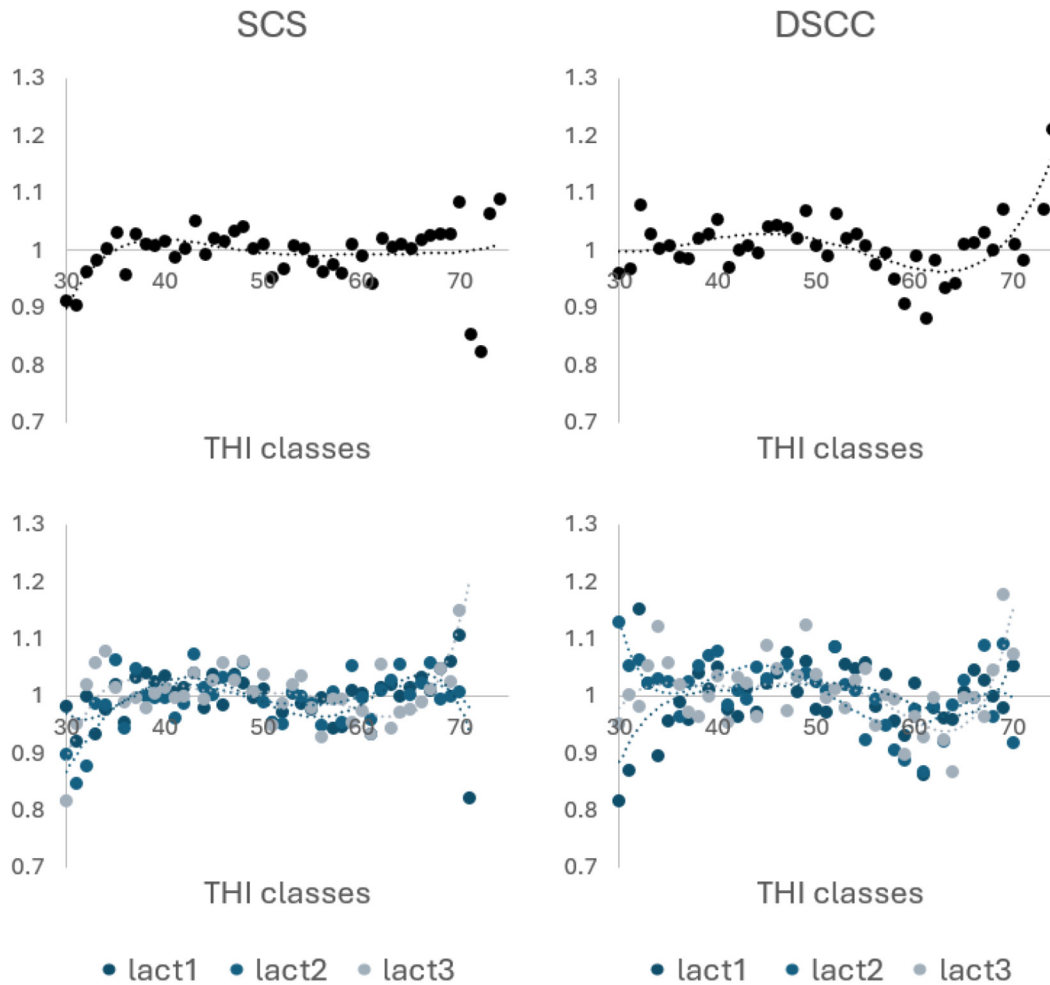 SCS DSCC
1.3 1.3
1.2 1.2
1.1 1.1
1 1
30 40 50 60 70 30 40 50 60 70
0.9 0.9
0.8 0.8
0.7 0.7
THI classes THI classes
1.3 1.3
1.2 1.2
1.1 1.1
1 1
30 40 50 60 70 30 40 50 60 70
0.9 0.9
0.8 0.8
0.7 0.7
THI classes THI classes
lact1 lact2 lact3 lact1 lact2 lact3